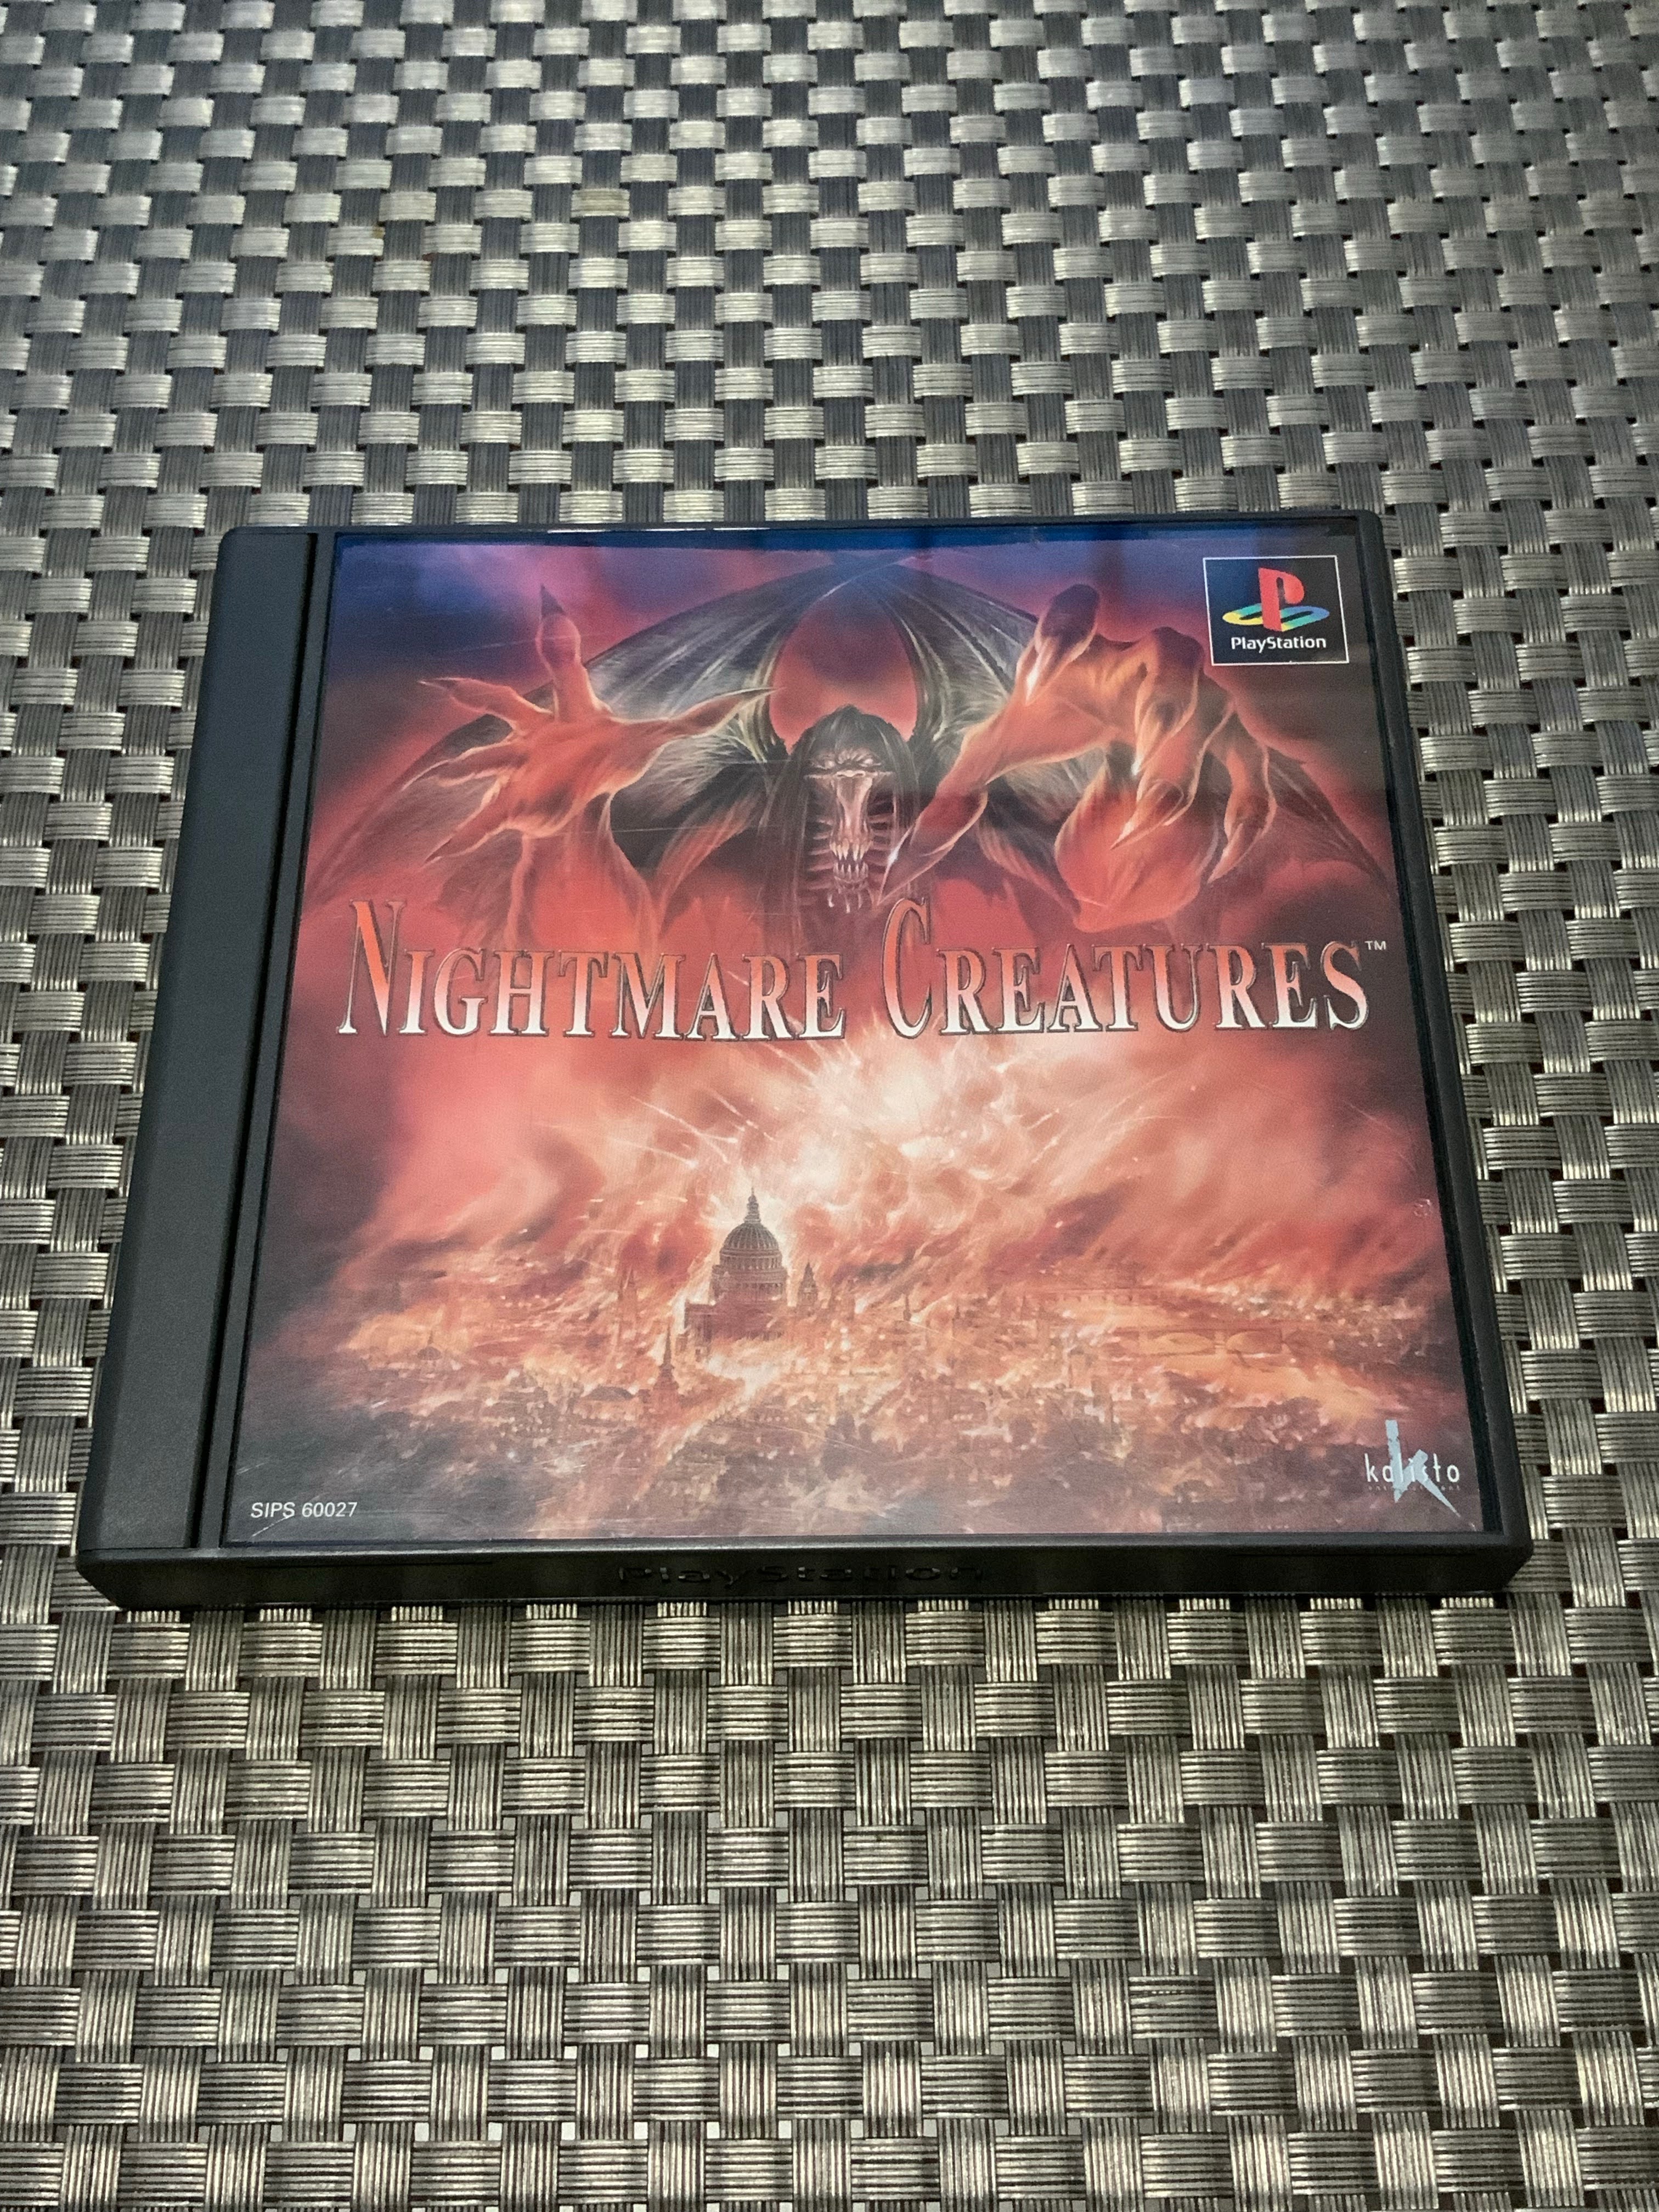 PlayStation
NIGHTMARE CREATURES™
kalisto
SIPS 60027
PlayStation